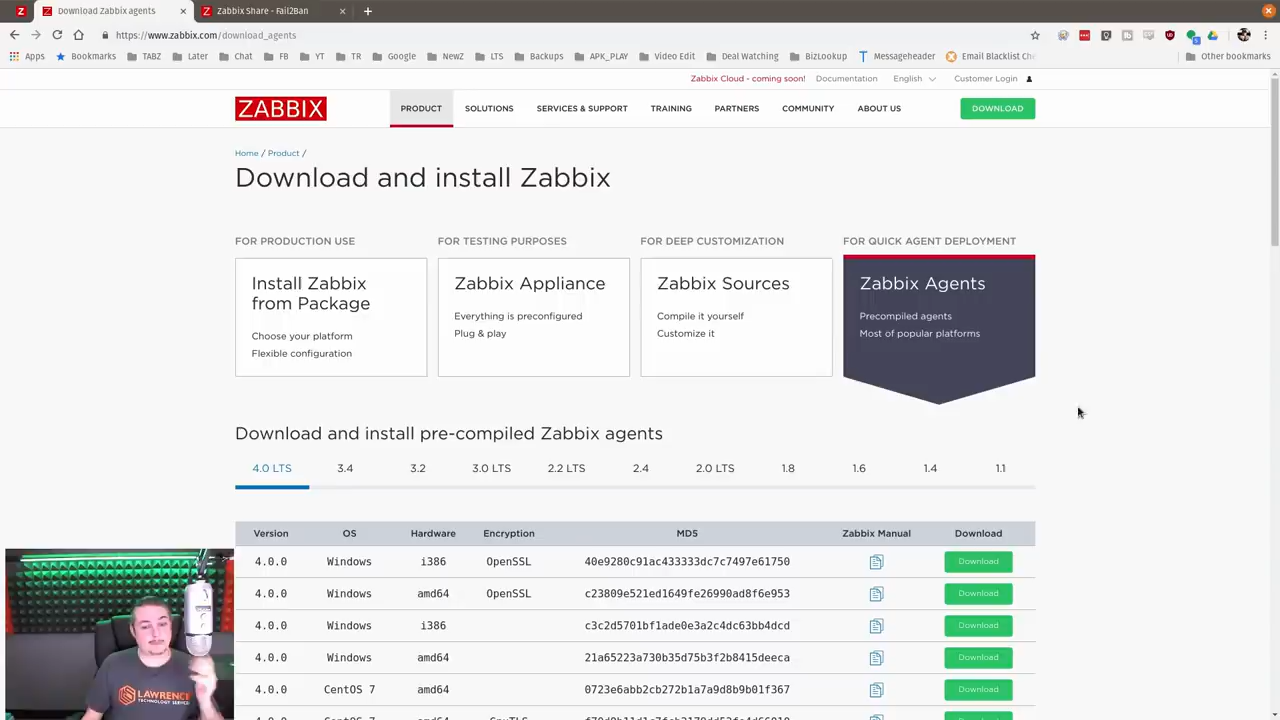 Download Zabbix agents
Zabbix Share - Fail2Ban
https://www.zabbix.com/download_agents
Apps
Bookmarks
TABZ
Later
Chat
FB
YT
TR
Google
NewZ
LTS
Backups
APK_PLAY
Video Edit
Deal Watching
BizLookup
Messageheader
Email Blacklist Ch
Other bookmarks
Zabbix Cloud - coming soon!
Documentation
English
Customer Login
ZABBIX
PRODUCT
SOLUTIONS
SERVICES & SUPPORT
TRAINING
PARTNERS
COMMUNITY
ABOUT US
DOWNLOAD
Home / Product /
Download and install Zabbix
FOR PRODUCTION USE
Install Zabbix
from Package
Choose your platform
Flexible configuration
FOR TESTING PURPOSES
Zabbix Appliance
Everything is preconfigured
Plug & play
FOR DEEP CUSTOMIZATION
Zabbix Sources
Compile it yourself
Customize it
FOR QUICK AGENT DEPLOYMENT
Zabbix Agents
Precompiled agents
Most of popular platforms
Download and install pre-compiled Zabbix agents
4.0 LTS 3.4 3.2 3.0 LTS 2.2 LTS 2.4 2.0 LTS 1.8 1.6 1.4 1.1
Version OS Hardware Encryption MD5 Zabbix Manual Download
4.0.0 Windows i386 OpenSSL 40e9280c91ac433333dc7c7497e61750 Download
4.0.0 Windows amd64 OpenSSL c23809e521ed1649fe26990ad8f6e953 Download
4.0.0 Windows i386 c3c2d5701bf1ade0e3a2c4dc63bb4dcd Download
4.0.0 Windows amd64 21a65223a730b35d75b3f2b8415deeca Download
4.0.0 CentOS 7 amd64 0723e6abb2cb272b1a7a9d8b9b01f367 Download
LAWRENCE
TECHNOLOGY SERVICES